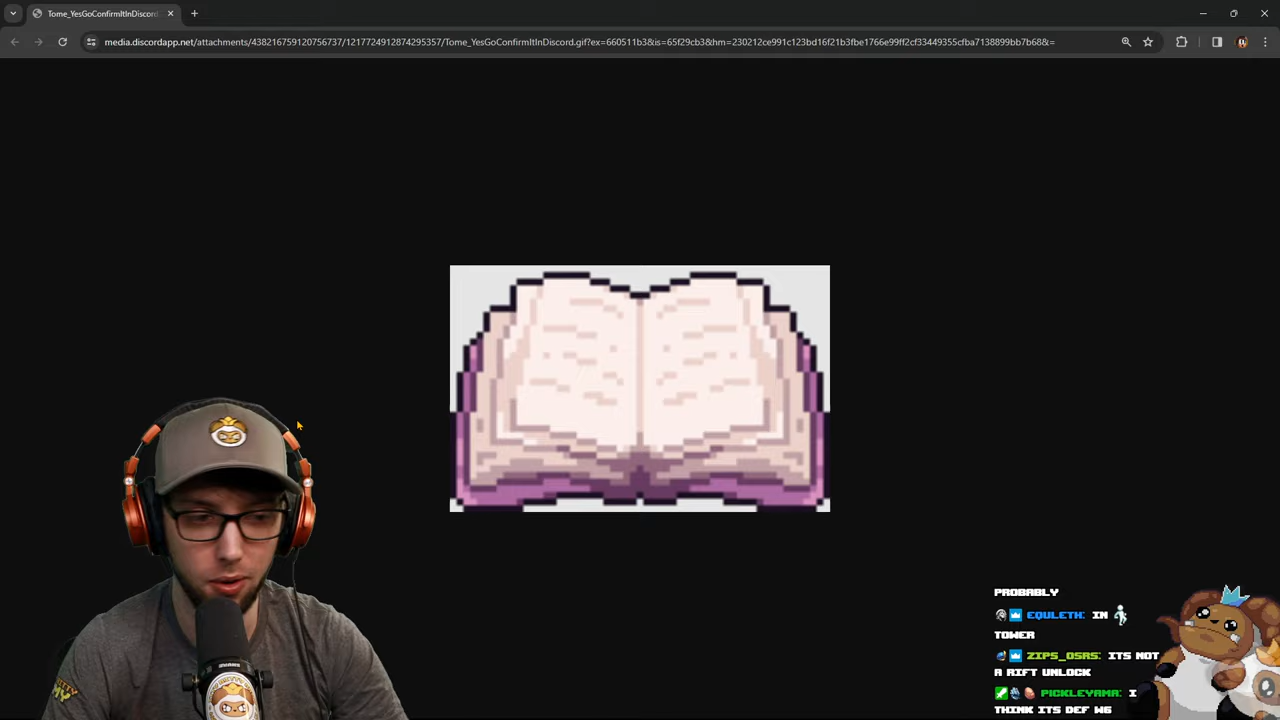 Tome_YesGoConfirmItInDiscord
media.discordapp.net/attachments/438216759120756737/1217724912874295357/Tome_YesGoConfirmItInDiscord.gif?ex=660511b3&is=65f29cb3&hm=230212ce991c123bd16f21b3fbe1766e99ff2cf33449355cfba7138899bb7b68&=
PROBABLY
EQULETH: IN
TOWER
ZIPS_OSRS: ITS NOT
A RIFT UNLOCK
PICKLEYAMA: I
THINK ITS DEF W6